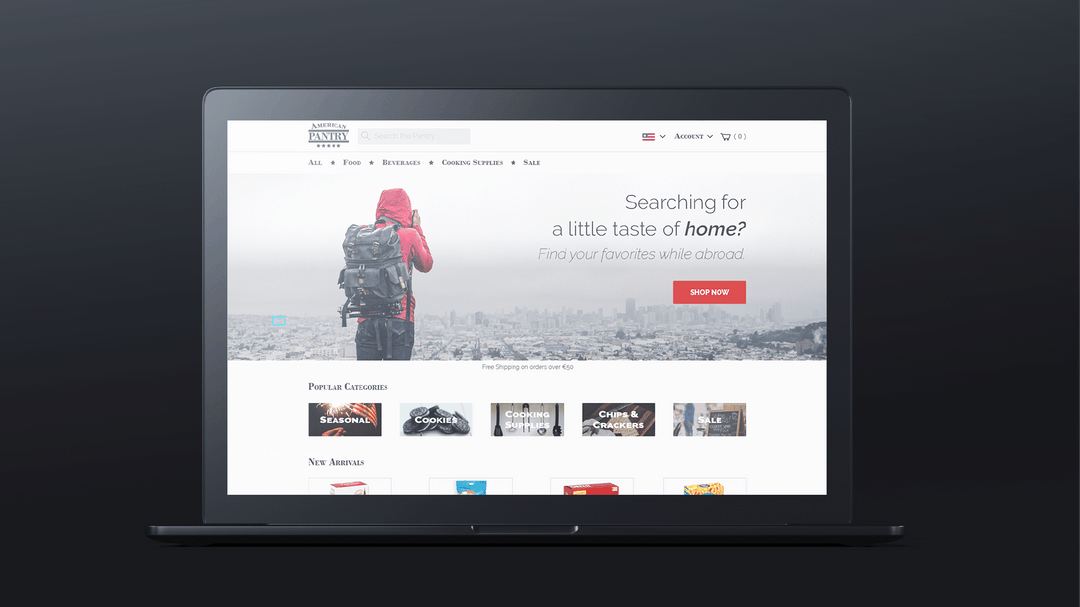 AMERICAN
PANTRY
Search the Pantry
ACCOUNT
( 0 )
ALL ★ FOOD ★ BEVERAGES ★ COOKING SUPPLIES ★ SALE
Searching for
a little taste of home?
Find your favorites while abroad.
SHOP NOW
Free Shipping on orders over €50
POPULAR CATEGORIES
SEASONAL
COOKIES
COOKING
SUPPLIES
CHIPS &
CRACKERS
SALE
NEW ARRIVALS